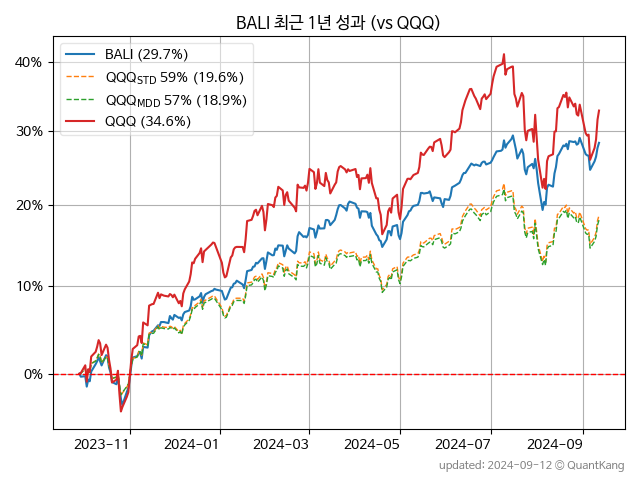 BALI 최근 1년 성과 (vs QQQ)
BALI (29.7%)
QQQSTD 59% (19.6%)
QQQMDD 57% (18.9%)
QQQ (34.6%)
40%
30%
20%
10%
0%
2023-11 2024-01 2024-03 2024-05 2024-07 2024-09
updated: 2024-09-12 © QuantKang